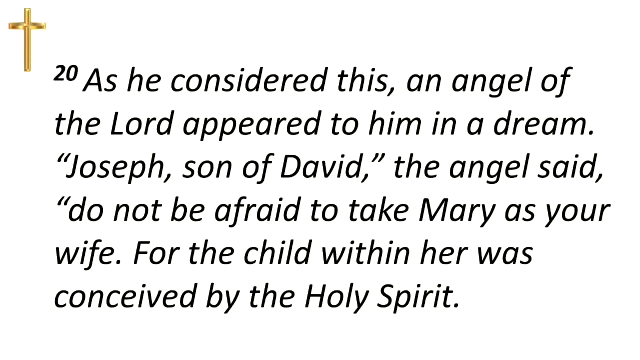 20 As he considered this, an angel of
the Lord appeared to him in a dream.
“Joseph, son of David,” the angel said,
“do not be afraid to take Mary as your
wife. For the child within her was
conceived by the Holy Spirit.